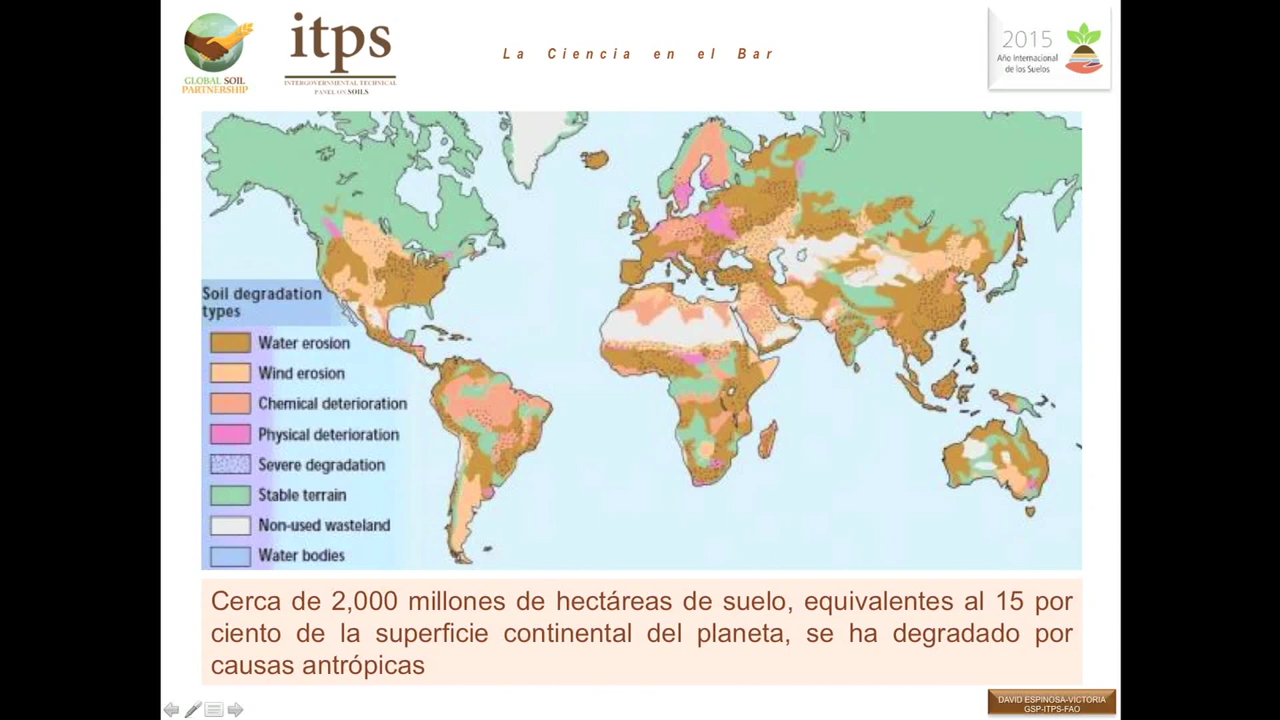 GLOBAL SOIL
PARTNERSHIP
itps
INTERGOVERNMENTAL TECHNICAL
PANEL ON SOILS
La Ciencia en el Bar
2015
Año Internacional
de los Suelos
Soil degradation
types
Water erosion
Wind erosion
Chemical deterioration
Physical deterioration
Severe degradation
Stable terrain
Non-used wasteland
Water bodies
Cerca de 2,000 millones de hectáreas de suelo, equivalentes al 15 por
ciento de la superficie continental del planeta, se ha degradado por
causas antrópicas
DAVID ESPINOSA-VICTORIA
GSP-ITPS-FAO